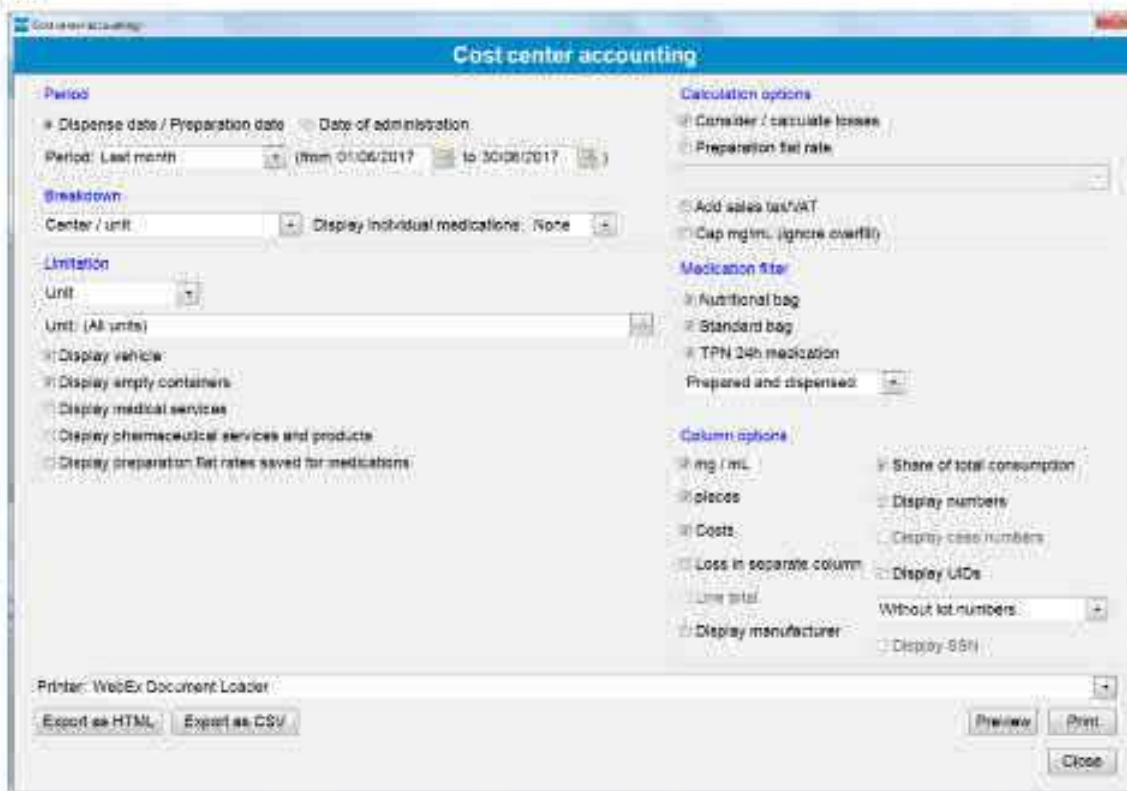 Cost center accounting
Cost center accounting
Period
Dispense date / Preparation date Date of administration
Period: Last month (from 01/06/2017 to 30/06/2017 )
Breakdown
Center / unit Display individual medications: None
Limitation
Unit
Unit: (All units)
Display vehicle
Display empty containers
Display medical services
Display pharmaceutical services and products
Display preparation flat rates saved for medications
Calculation options
Consider / calculate losses
Preparation flat rate
Add sales tax/VAT
Cap mg/mL (ignore overfill)
Medication filter
Nutritional bag
Standard bag
TPN 24h medication
Prepared and dispensed
Column options
mg / mL
pieces
Costs
Loss in separate column
Line total
Display manufacturer
Share of total consumption
Display numbers
Display case numbers
Display UIDs
Without lot numbers
Display SSN
Printer: WebEx Document Loader
Export as HTML Export as CSV Preview Print
Close